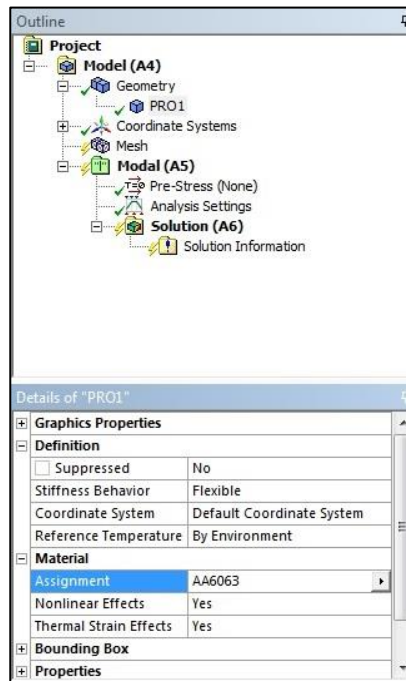 Outline
Project
Model (A4)
Geometry
PRO1
Coordinate Systems
Mesh
Modal (A5)
Pre-Stress (None)
Analysis Settings
Solution (A6)
Solution Information
Details of "PRO1"
Graphics Properties
Definition
Suppressed No
Stiffness Behavior Flexible
Coordinate System Default Coordinate System
Reference Temperature By Environment
Material
Assignment AA6063
Nonlinear Effects Yes
Thermal Strain Effects Yes
Bounding Box
Properties